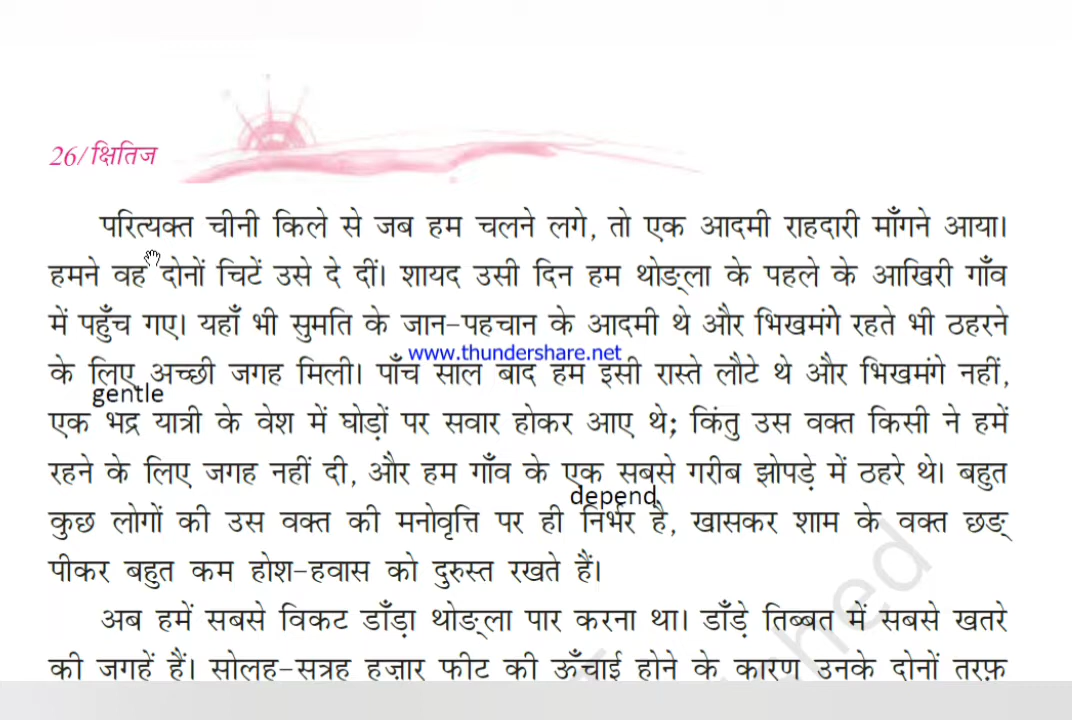 26/क्षितिज
परित्यक्त चीनी किले से जब हम चलने लगे, तो एक आदमी राहदारी माँगने आया।
हमने वह दोनों चिटें उसे दे दीं। शायद उसी दिन हम थोङ्ला के पहले के आखिरी गाँव
में पहुँच गए। यहाँ भी सुमति के जान-पहचान के आदमी थे और भिखमंगे रहते भी ठहरने
www.thundershare.net
के लिए अच्छी जगह मिली। पाँच साल बाद हम इसी रास्ते लौटे थे और भिखमंगे नहीं,
gentle
एक भद्र यात्री के वेश में घोड़ों पर सवार होकर आए थे; किंतु उस वक्त किसी ने हमें
रहने के लिए जगह नहीं दी, और हम गाँव के एक सबसे गरीब झोपड़े में ठहरे थे। बहुत
depend
कुछ लोगों की उस वक्त की मनोवृत्ति पर ही निर्भर है, खासकर शाम के वक्त छङ्
पीकर बहुत कम होश-हवास को दुरुस्त रखते हैं।
अब हमें सबसे विकट डाँड़ा थोङ्ला पार करना था। डाँड़े तिब्बत में सबसे खतरे
की जगहें हैं। सोलह-सत्रह हज़ार फीट की ऊँचाई होने के कारण उनके दोनों तरफ़